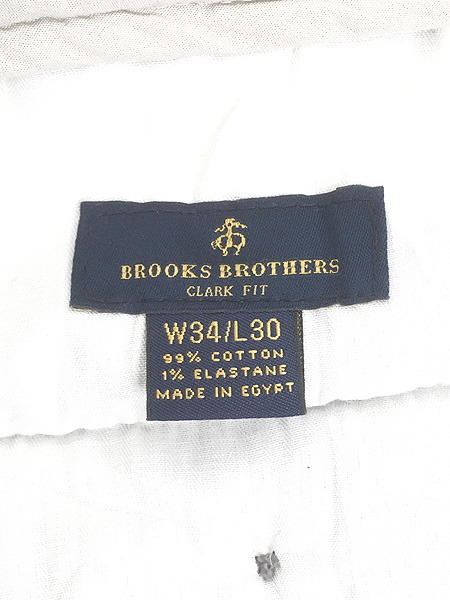 BROOKS BROTHERS
CLARK FIT
W34/L30
99% COTTON
1% ELASTANE
MADE IN EGYPT